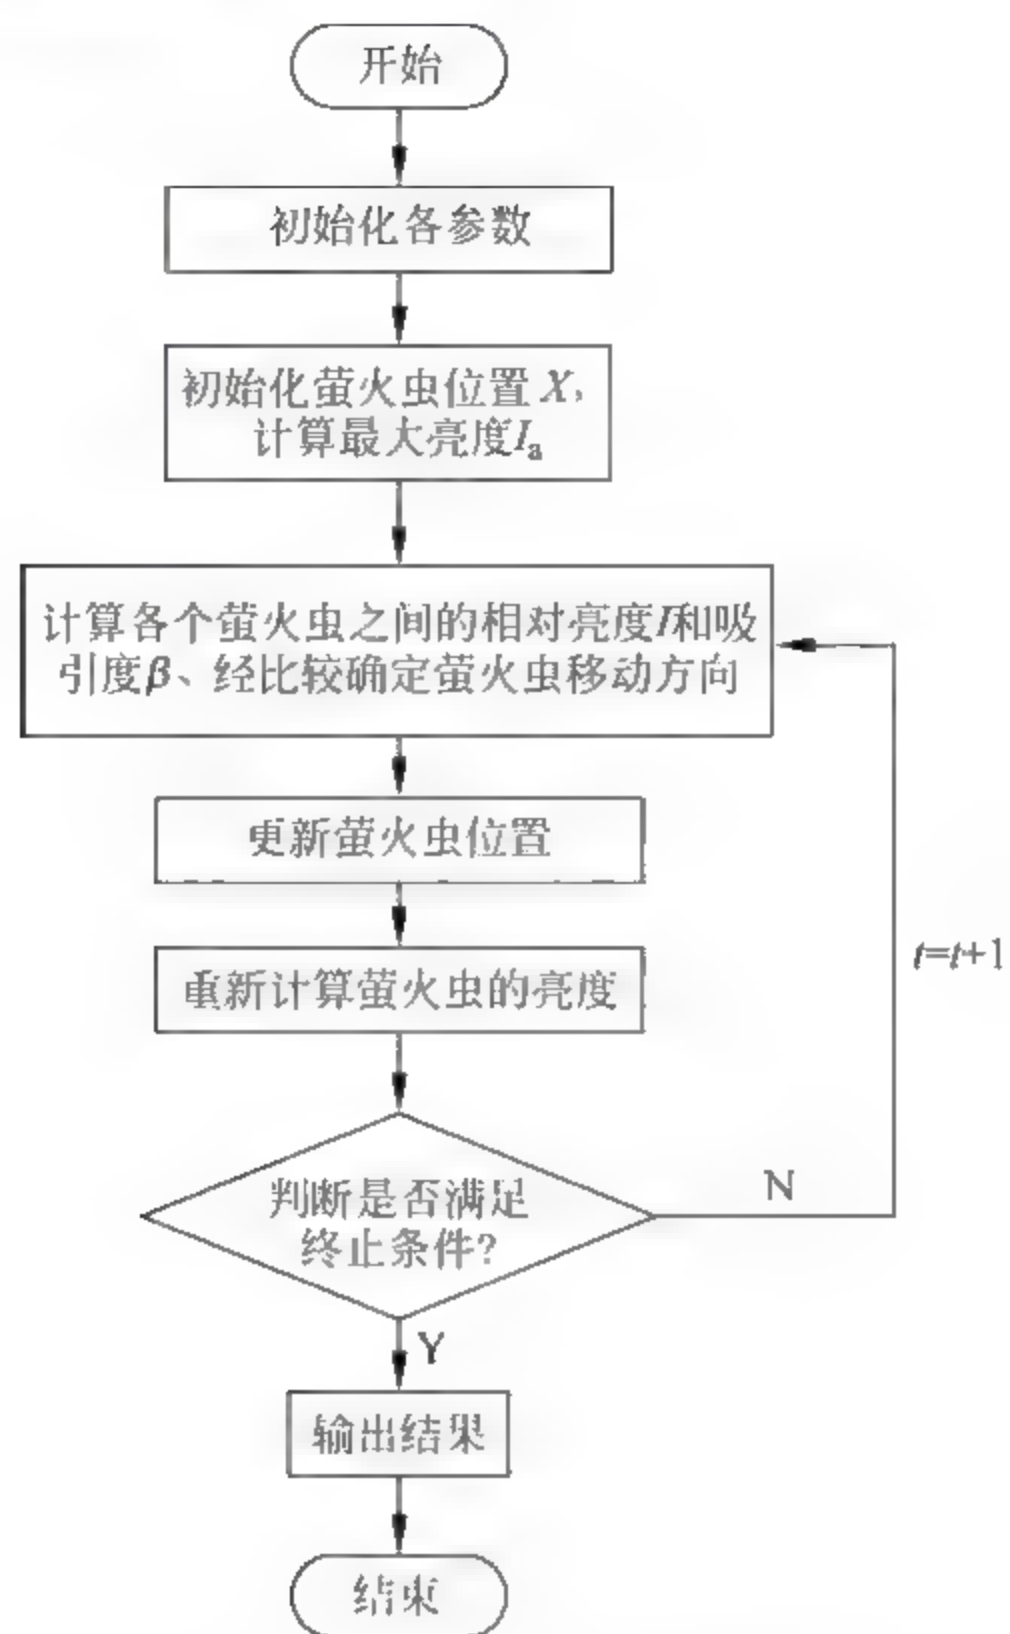 开始
初始化各参数
初始化萤火虫位置X,
计算最大亮度Iₐ
计算各个萤火虫之间的相对亮度I和吸
引度β、经比较确定萤火虫移动方向
更新萤火虫位置
重新计算萤火虫的亮度
t=t+1
判断是否满足
终止条件?
N
Y
输出结果
结束